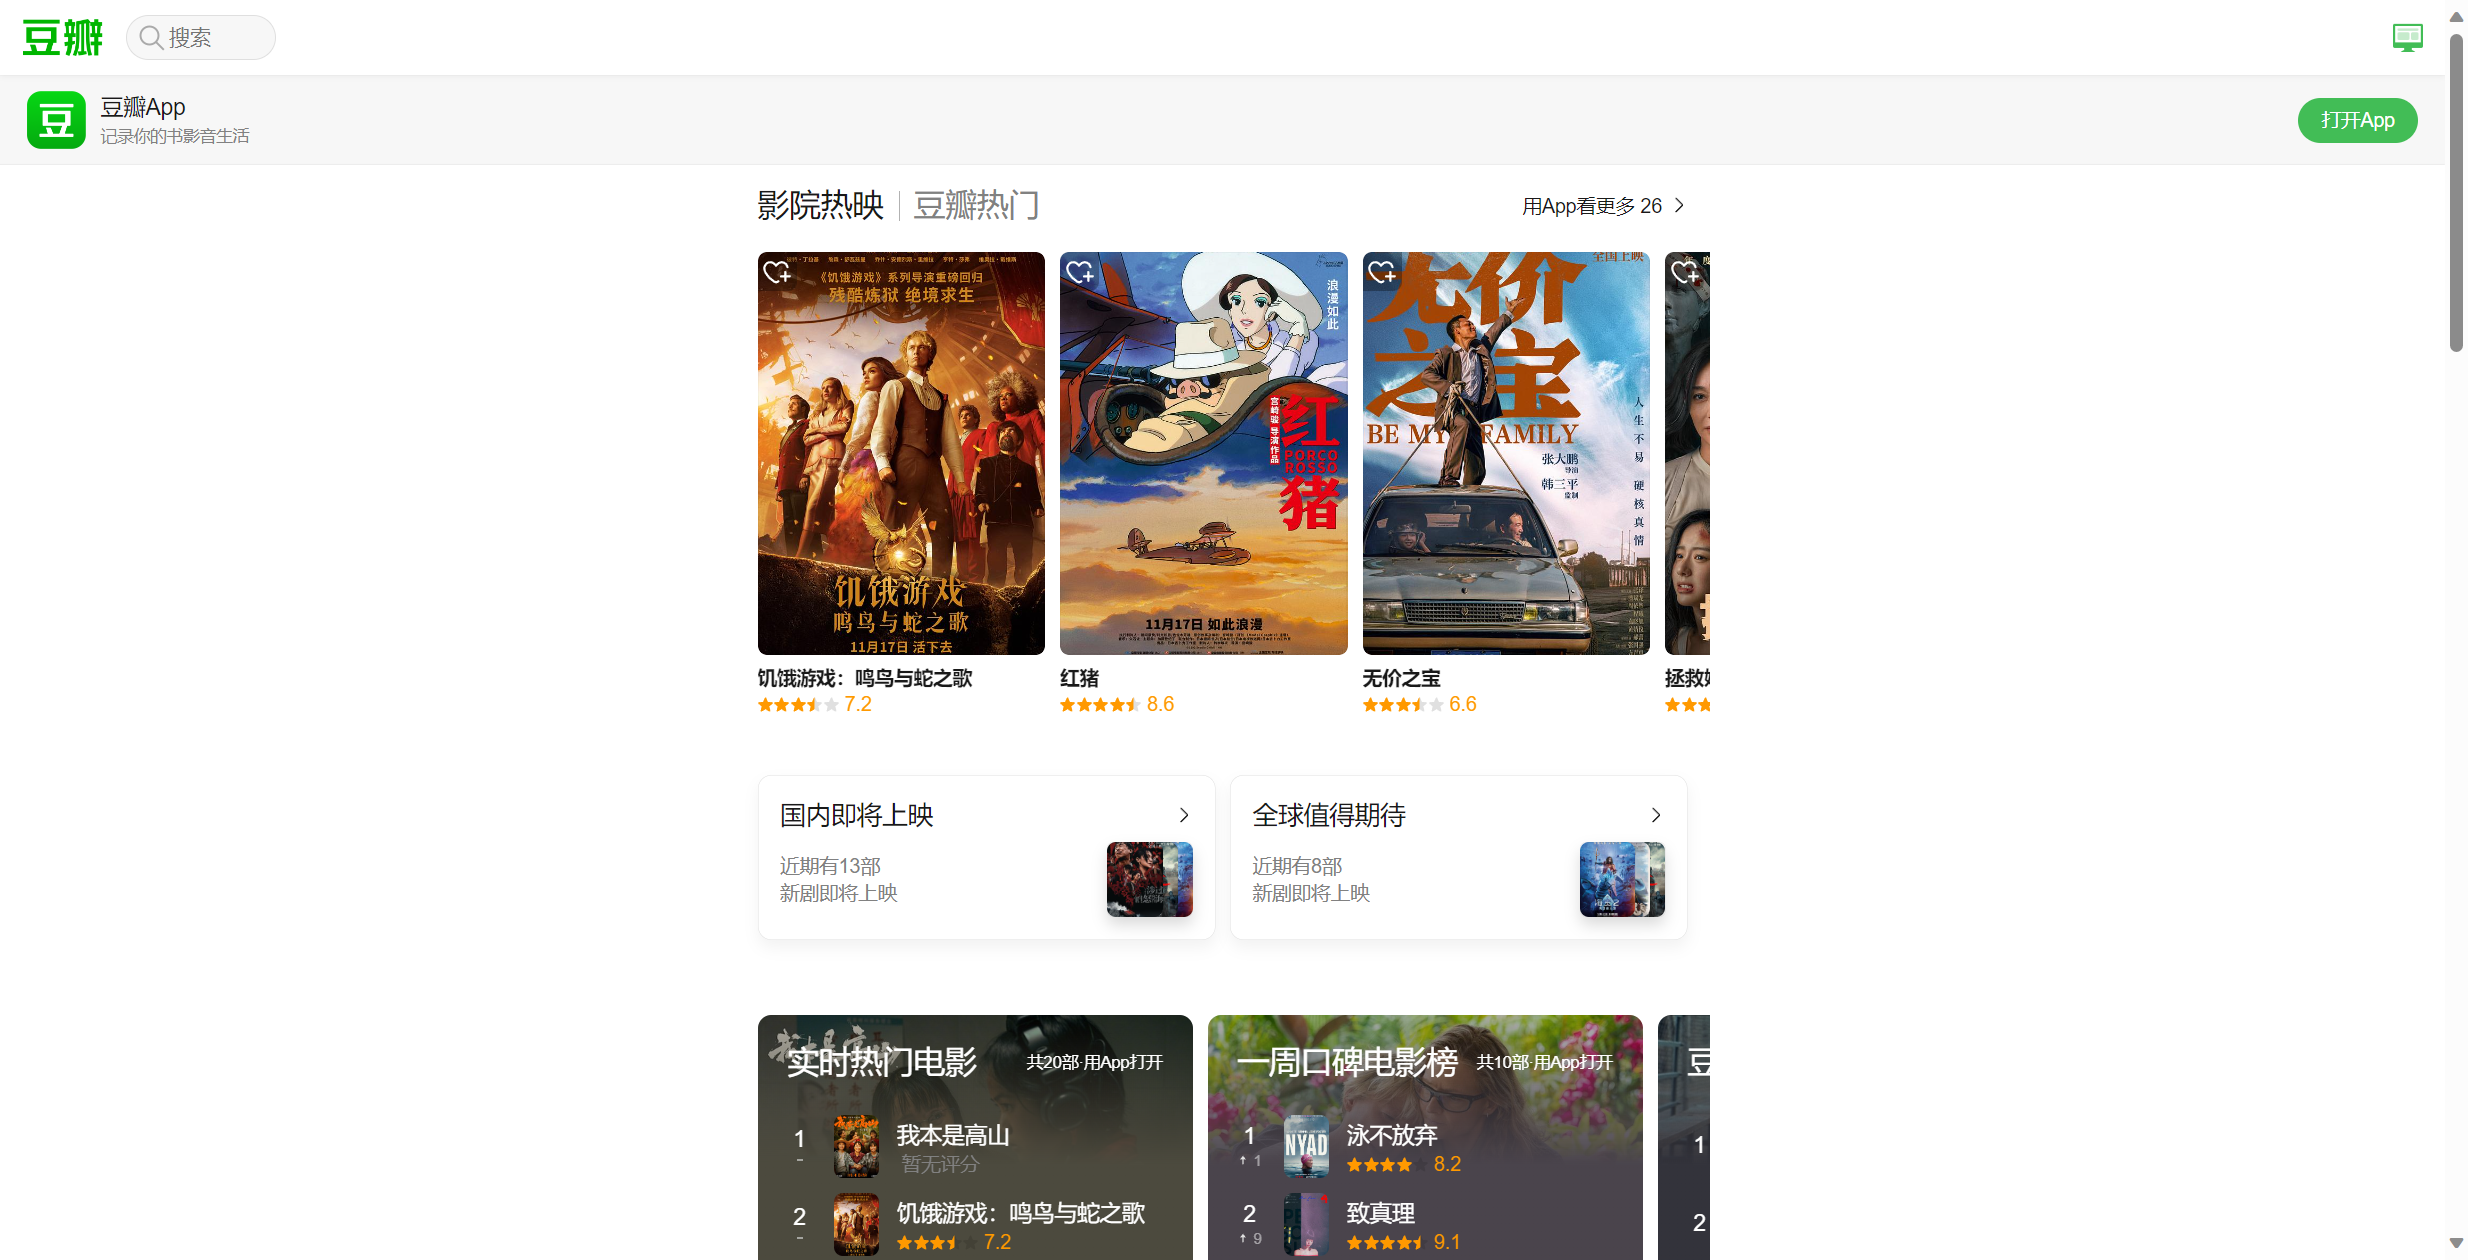 豆瓣
搜索
豆
豆瓣App
记录你的书影音生活
打开App
影院热映
豆瓣热门
用App看更多 26
《饥饿游戏》系列导演重磅回归
残酷炼狱 绝境求生
饥饿游戏
鸣鸟与蛇之歌
11月17日 活下去
浪漫如此
宫崎骏 导演作品
红猪
PORCO ROSSO
11月17日 如此浪漫
全国上映
无价之宝
BE MY FAMILY
张大鹏
导演
韩三平
监制
人生不易 硬核真情
饥饿游戏：鸣鸟与蛇之歌
7.2
红猪
8.6
无价之宝
6.6
国内即将上映
近期有13部
新剧即将上映
全球值得期待
近期有8部
新剧即将上映
实时热门电影
共20部·用App打开
1
我本是高山
暂无评分
2
饥饿游戏：鸣鸟与蛇之歌
7.2
一周口碑电影榜
共10部·用App打开
1
1
NYAD
泳不放弃
8.2
2
9
致真理
9.1
豆
1
2